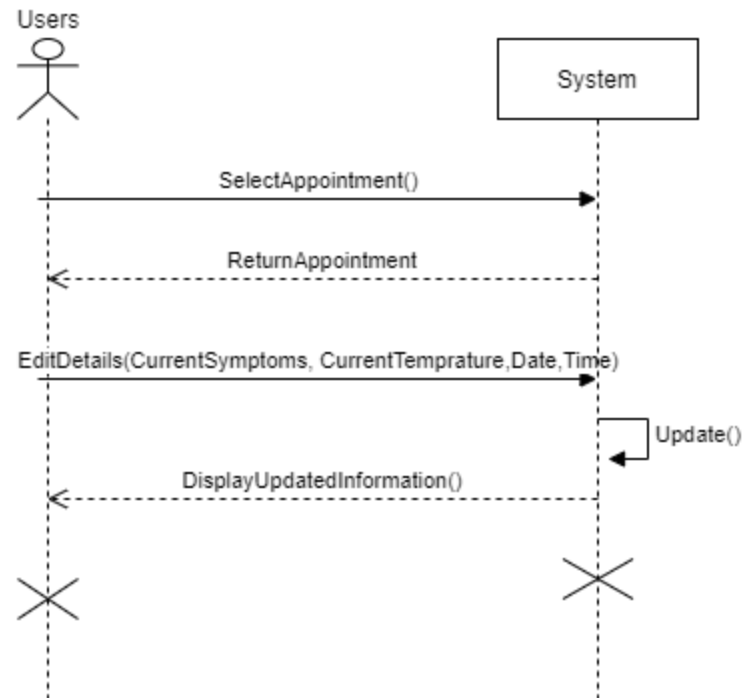 Users
System
SelectAppointment()
ReturnAppointment
EditDetails(CurrentSymptoms, CurrentTemprature,Date,Time)
Update()
DisplayUpdatedInformation()